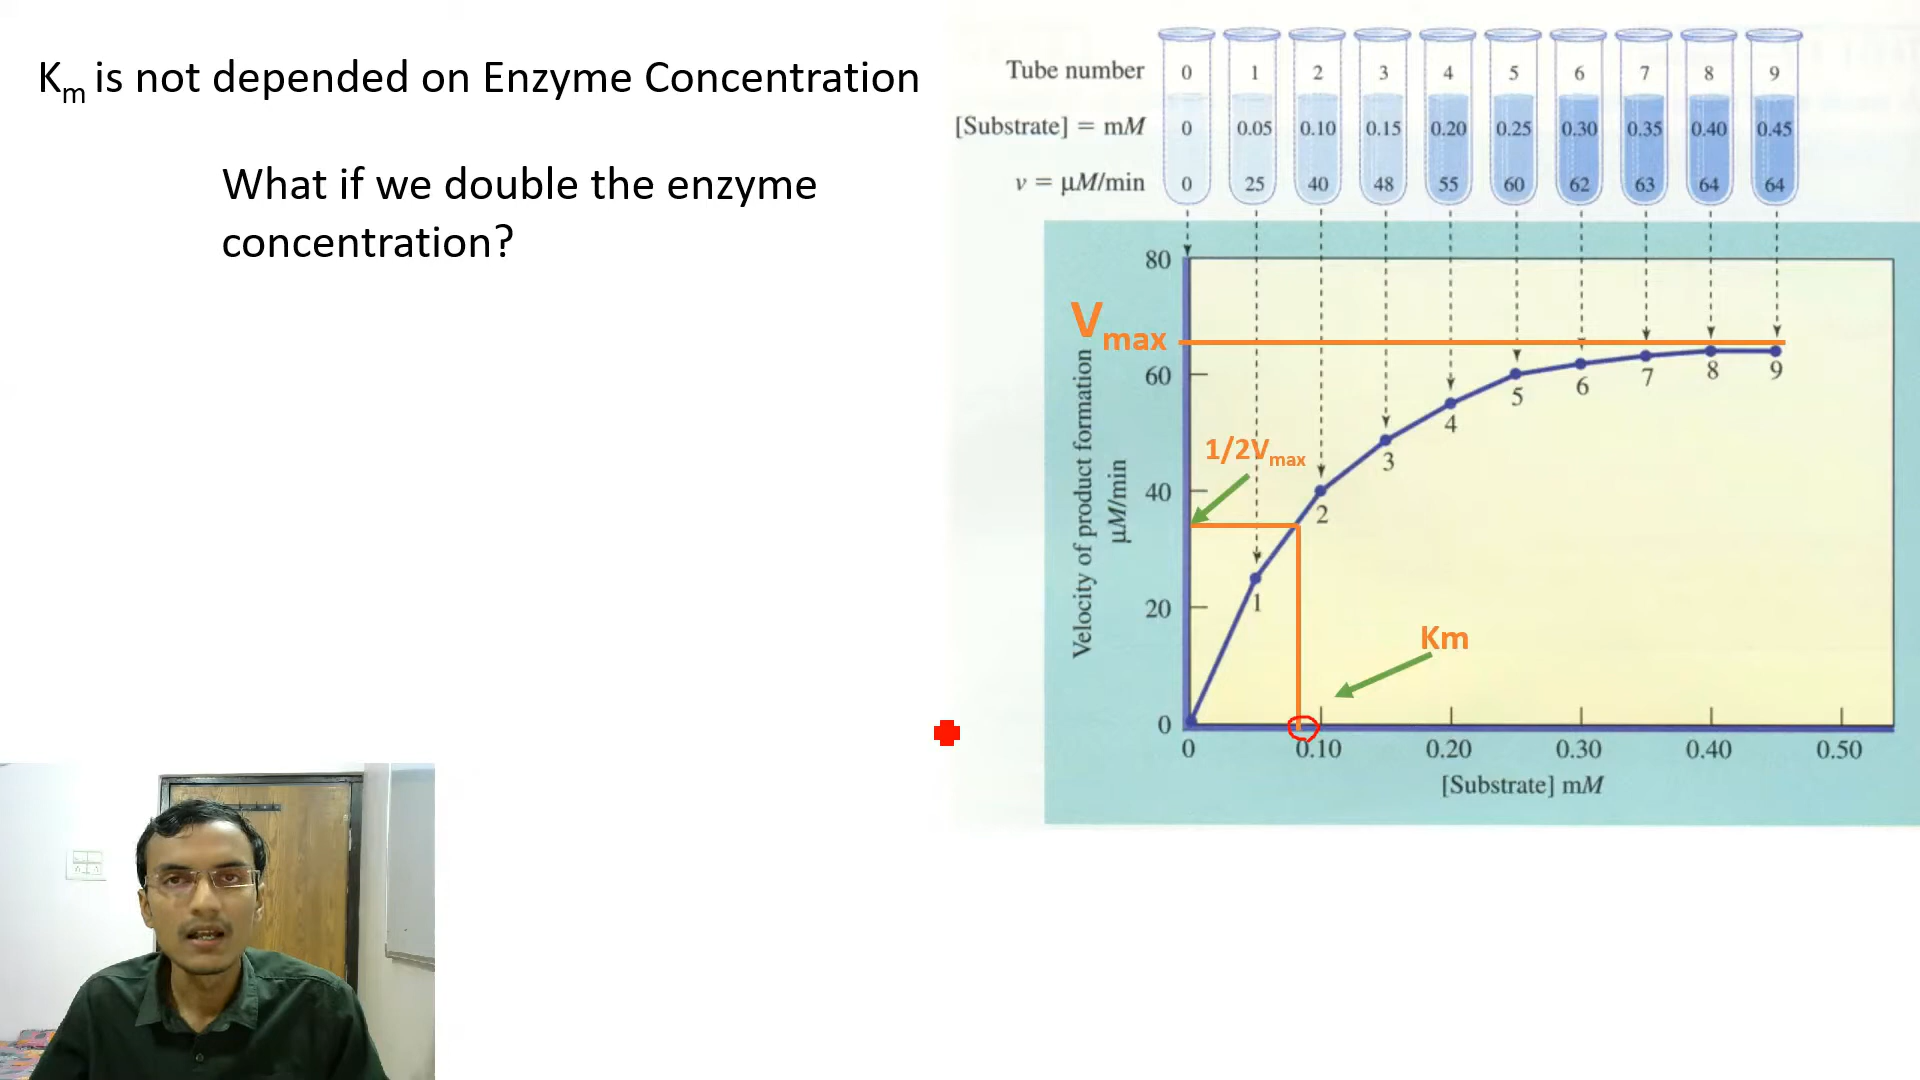 K_m is not depended on Enzyme Concentration
What if we double the enzyme
concentration?
Tube number 0 1 2 3 4 5 6 7 8 9
[Substrate] = mM 0 0.05 0.10 0.15 0.20 0.25 0.30 0.35 0.40 0.45
v = μM/min 0 25 40 48 55 60 62 63 64 64
80
V_max
60
40
20
0
Velocity of product formation
μM/min
1/2V_max
1
2
3
4
5
6
7
8
9
Km
0 0.10 0.20 0.30 0.40 0.50
[Substrate] mM